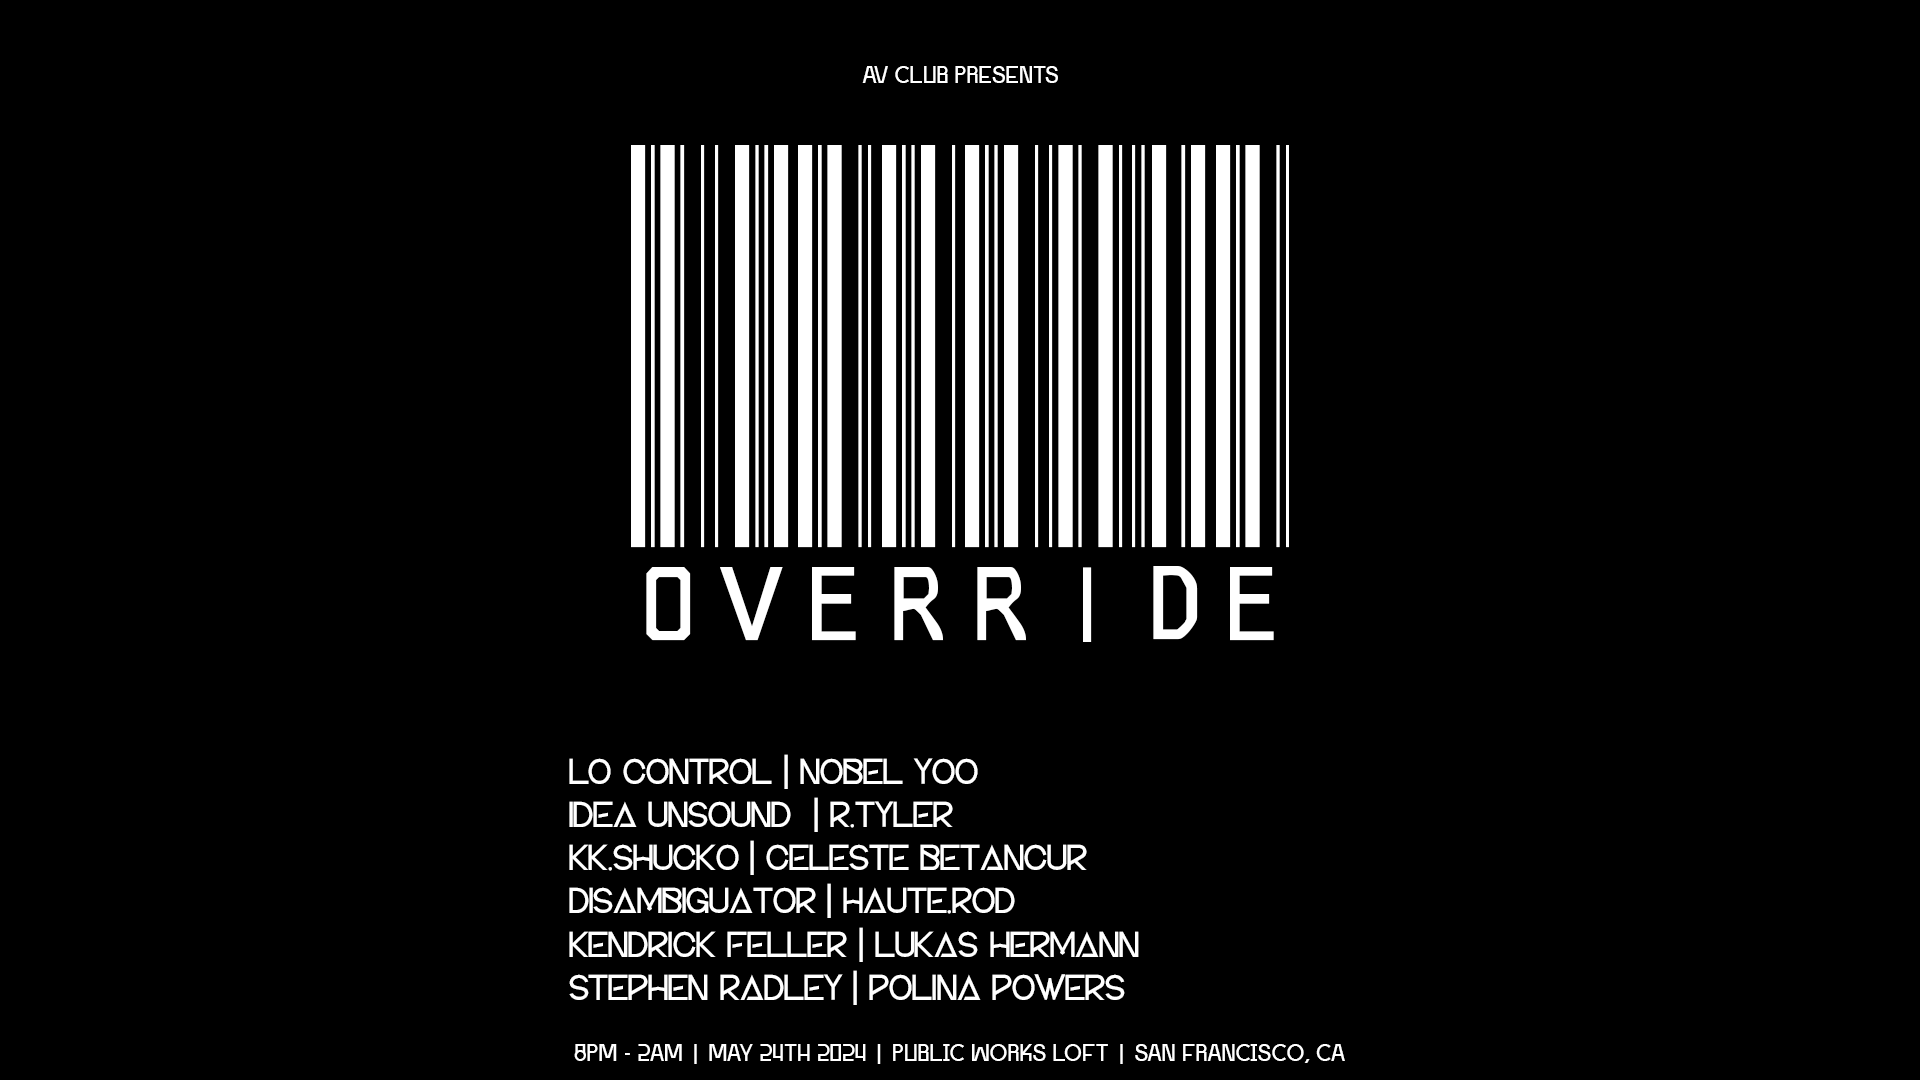 AV CLUB PRESENTS
OVERRIDE
LO CONTROL | NOBEL YOO
IDEA UNSOUND | R.TYLER
KK.SHUCKO | CELESTE BETANCUR
DISAMBIGUATOR | HAUTE.ROD
KENDRICK FELLER | LUKAS HERMANN
STEPHEN RADLEY | POLINA POWERS
8PM - 2AM | MAY 24TH 2024 | PUBLIC WORKS LOFT | SAN FRANCISCO, CA